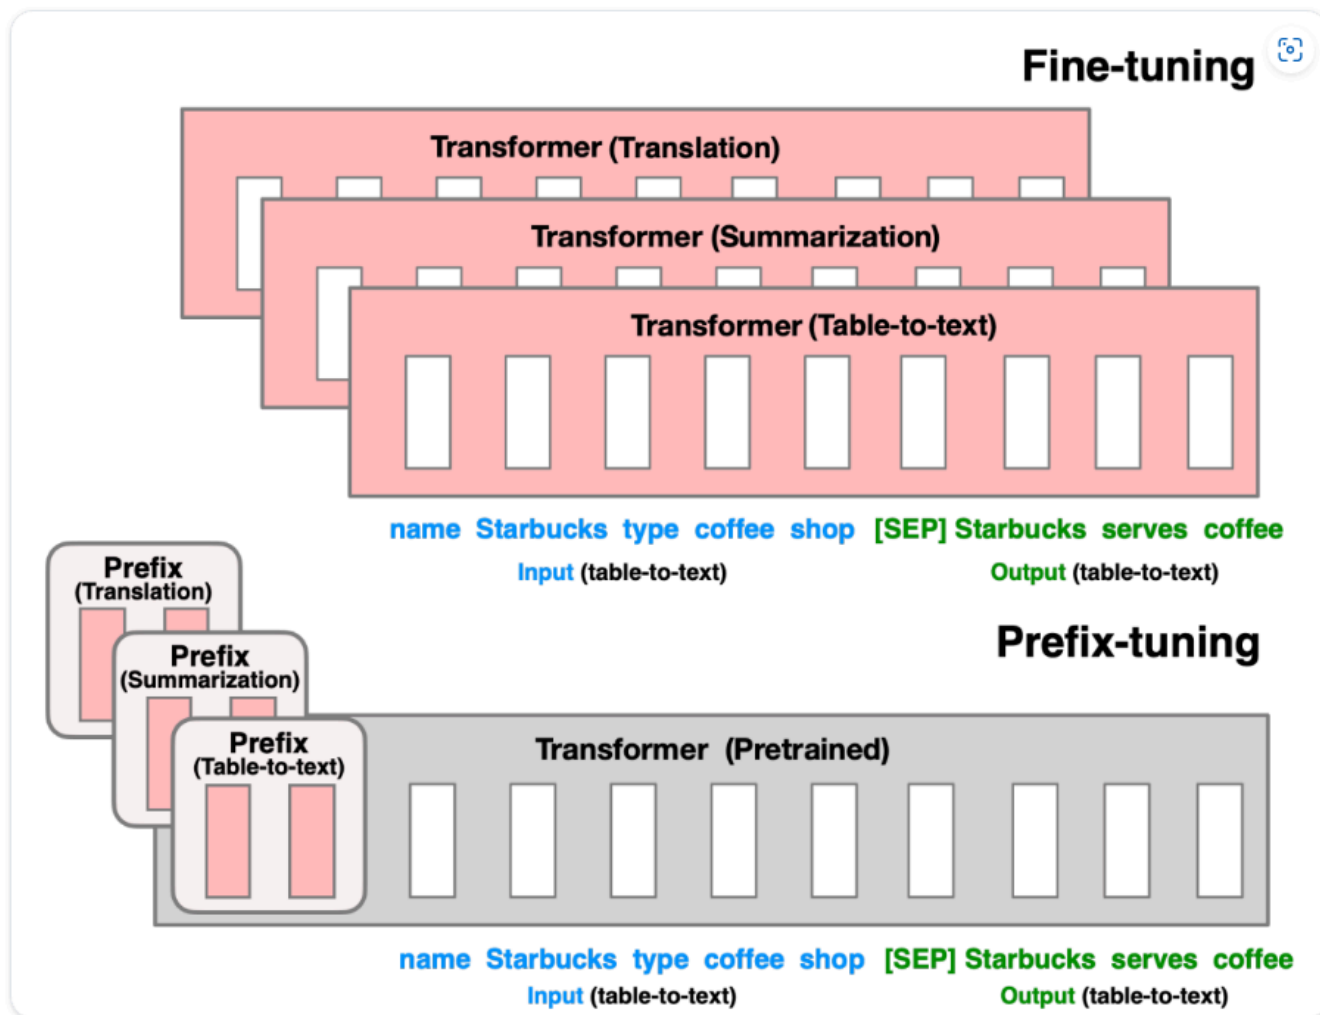 Fine-tuning
Transformer (Translation)
Transformer (Summarization)
Transformer (Table-to-text)
name Starbucks type coffee shop [SEP] Starbucks serves coffee
Input (table-to-text) Output (table-to-text)
Prefix-tuning
Prefix
(Translation)
Prefix
(Summarization)
Prefix
(Table-to-text)
Transformer (Pretrained)
name Starbucks type coffee shop [SEP] Starbucks serves coffee
Input (table-to-text) Output (table-to-text)